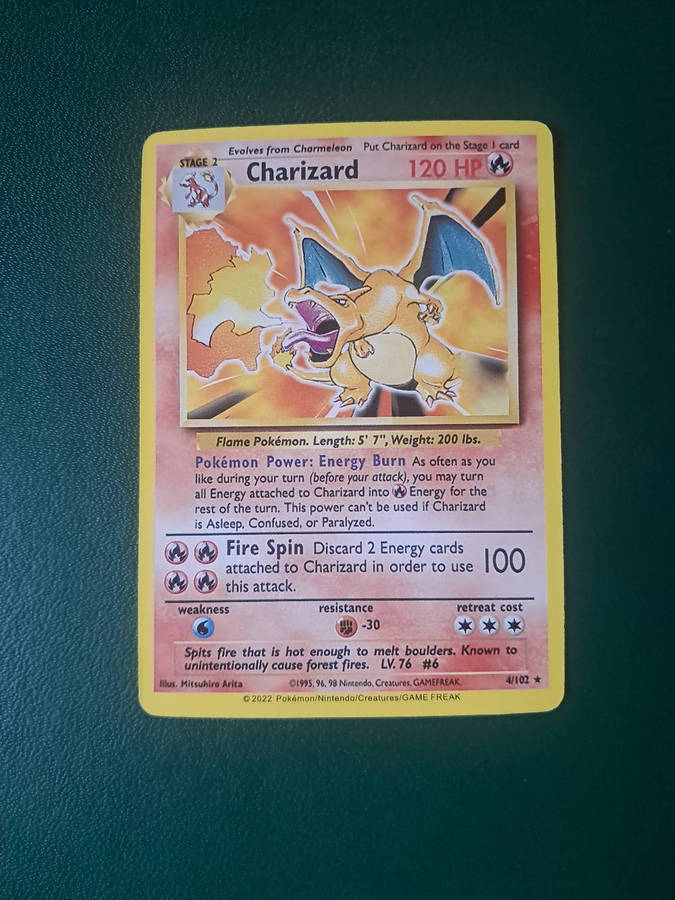 Evolves from Charmeleon Put Charizard on the Stage 1 card
STAGE 2
Charizard 120 HP
Flame Pokémon. Length: 5' 7", Weight: 200 lbs.
Pokémon Power: Energy Burn As often as you
like during your turn (before your attack), you may turn
all Energy attached to Charizard into Energy for the
rest of the turn. This power can't be used if Charizard
is Asleep, Confused, or Paralyzed.
Fire Spin Discard 2 Energy cards
attached to Charizard in order to use 100
this attack.
weakness resistance retreat cost
-30
Spits fire that is hot enough to melt boulders. Known to
unintentionally cause forest fires. LV. 76 #6
Illus. Mitsuhiro Arita ©1995, 96, 98 Nintendo, Creatures, GAMEFREAK. 4/102 ★
©2022 Pokémon/Nintendo/Creatures/GAME FREAK